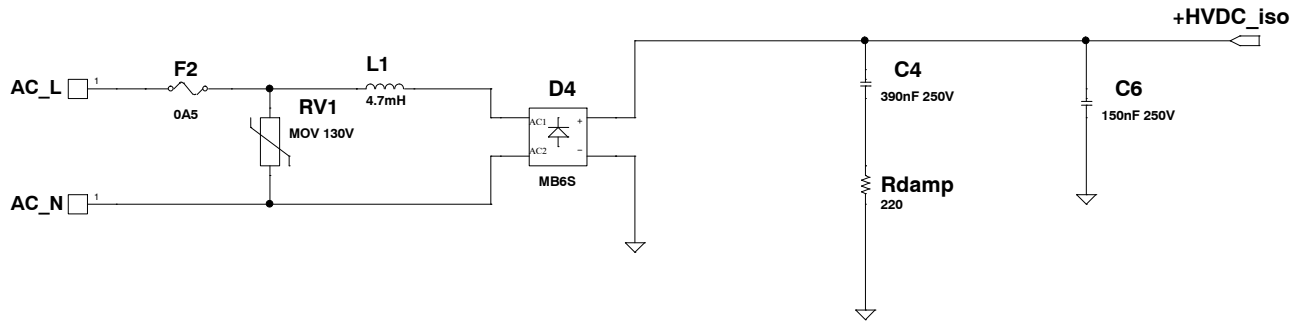 +HVDC_iso
AC_L 1
F2
0A5
L1
4.7mH
RV1
MOV 130V
D4
AC1 +
AC2 −
MB6S
C4
390nF 250V
C6
150nF 250V
Rdamp
220
AC_N 1